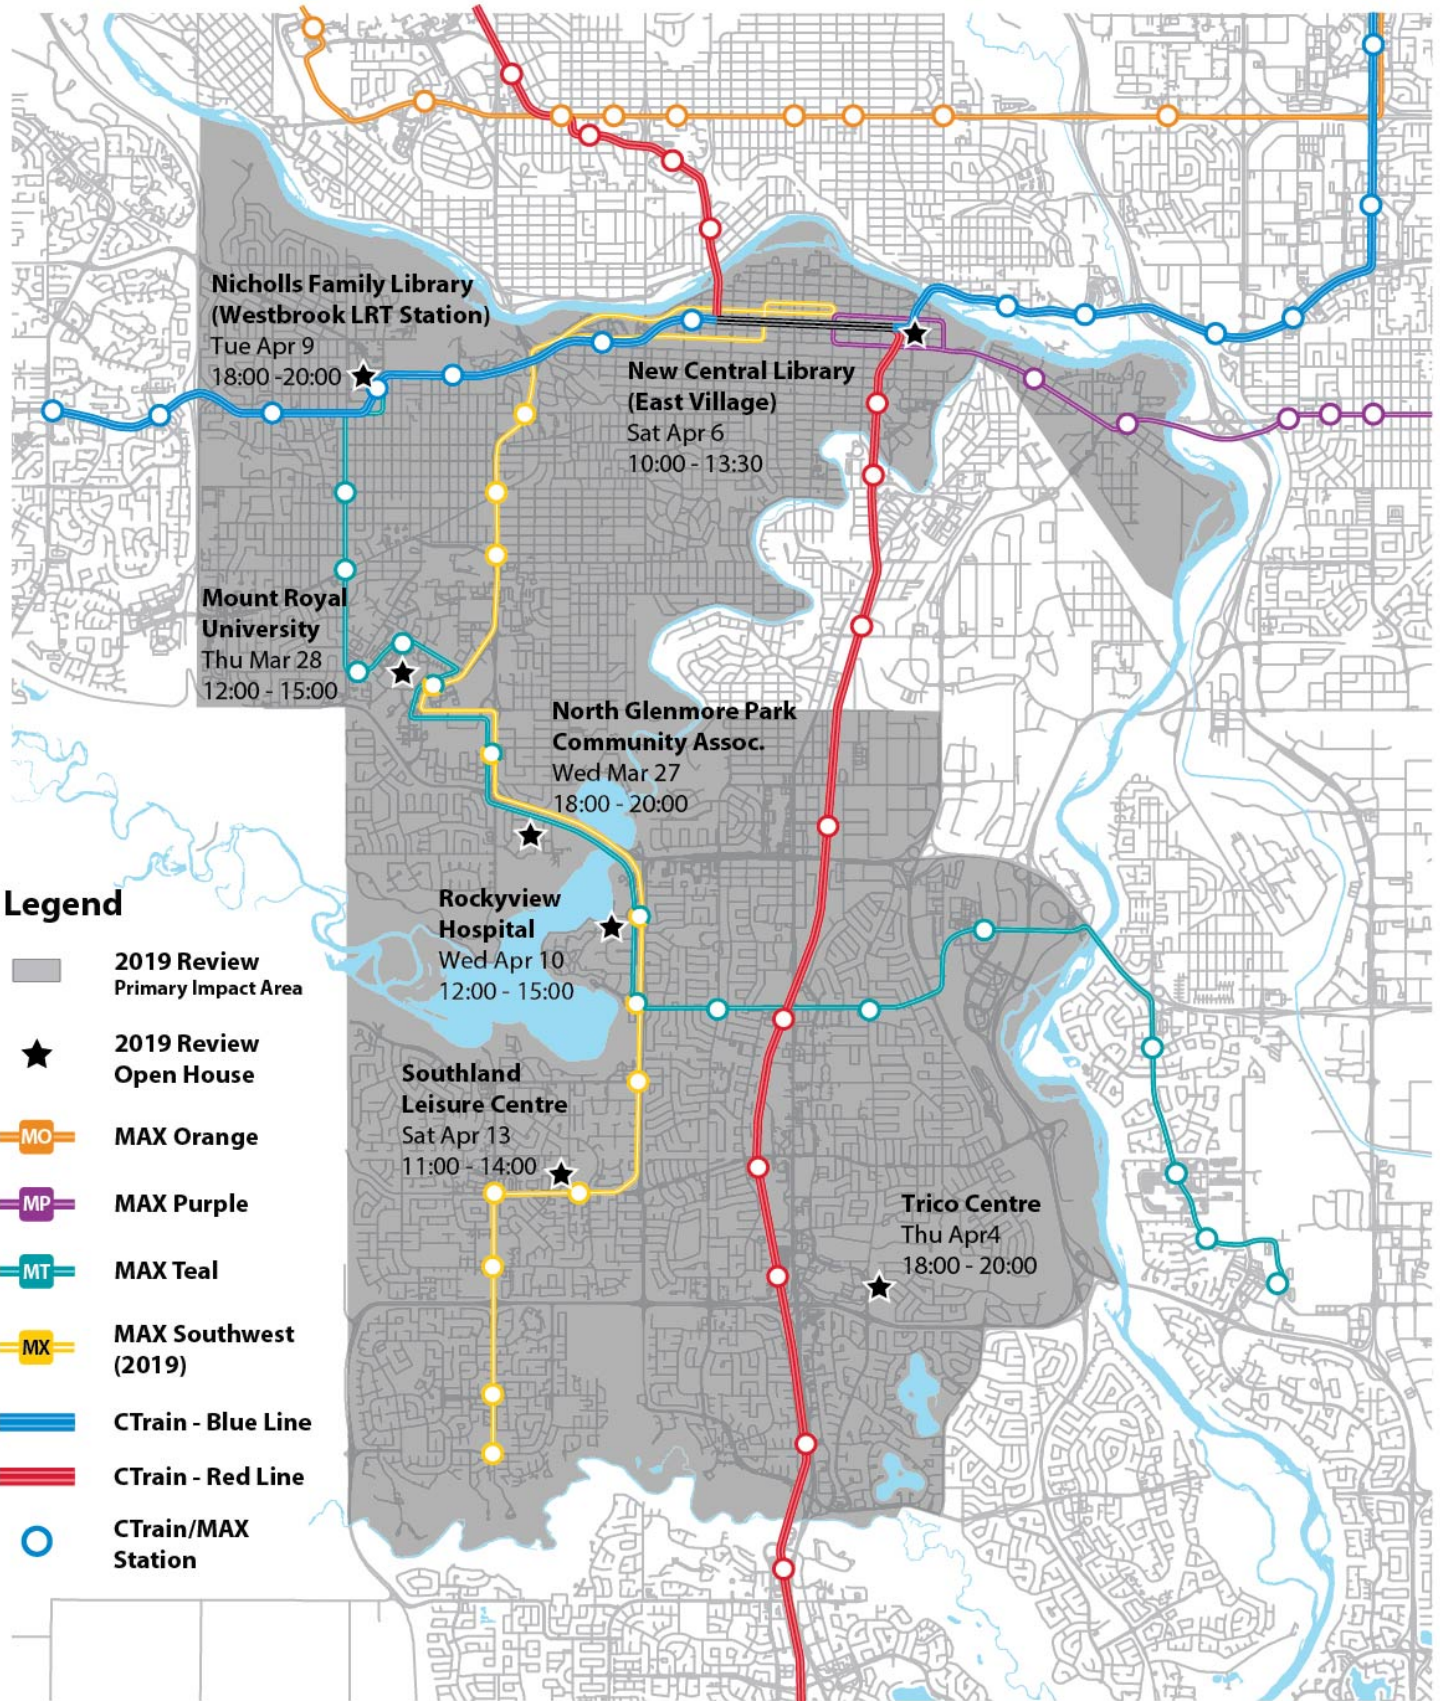 Nicholls Family Library
(Westbrook LRT Station)
Tue Apr 9
18:00 -20:00
New Central Library
(East Village)
Sat Apr 6
10:00 - 13:30
Mount Royal
University
Thu Mar 28
12:00 - 15:00
North Glenmore Park
Community Assoc.
Wed Mar 27
18:00 - 20:00
Rockyview
Hospital
Wed Apr 10
12:00 - 15:00
Southland
Leisure Centre
Sat Apr 13
11:00 - 14:00
Trico Centre
Thu Apr4
18:00 - 20:00
Legend
2019 Review
Primary Impact Area
2019 Review
Open House
MO MAX Orange
MP MAX Purple
MT MAX Teal
MX MAX Southwest
(2019)
CTrain - Blue Line
CTrain - Red Line
CTrain/MAX
Station